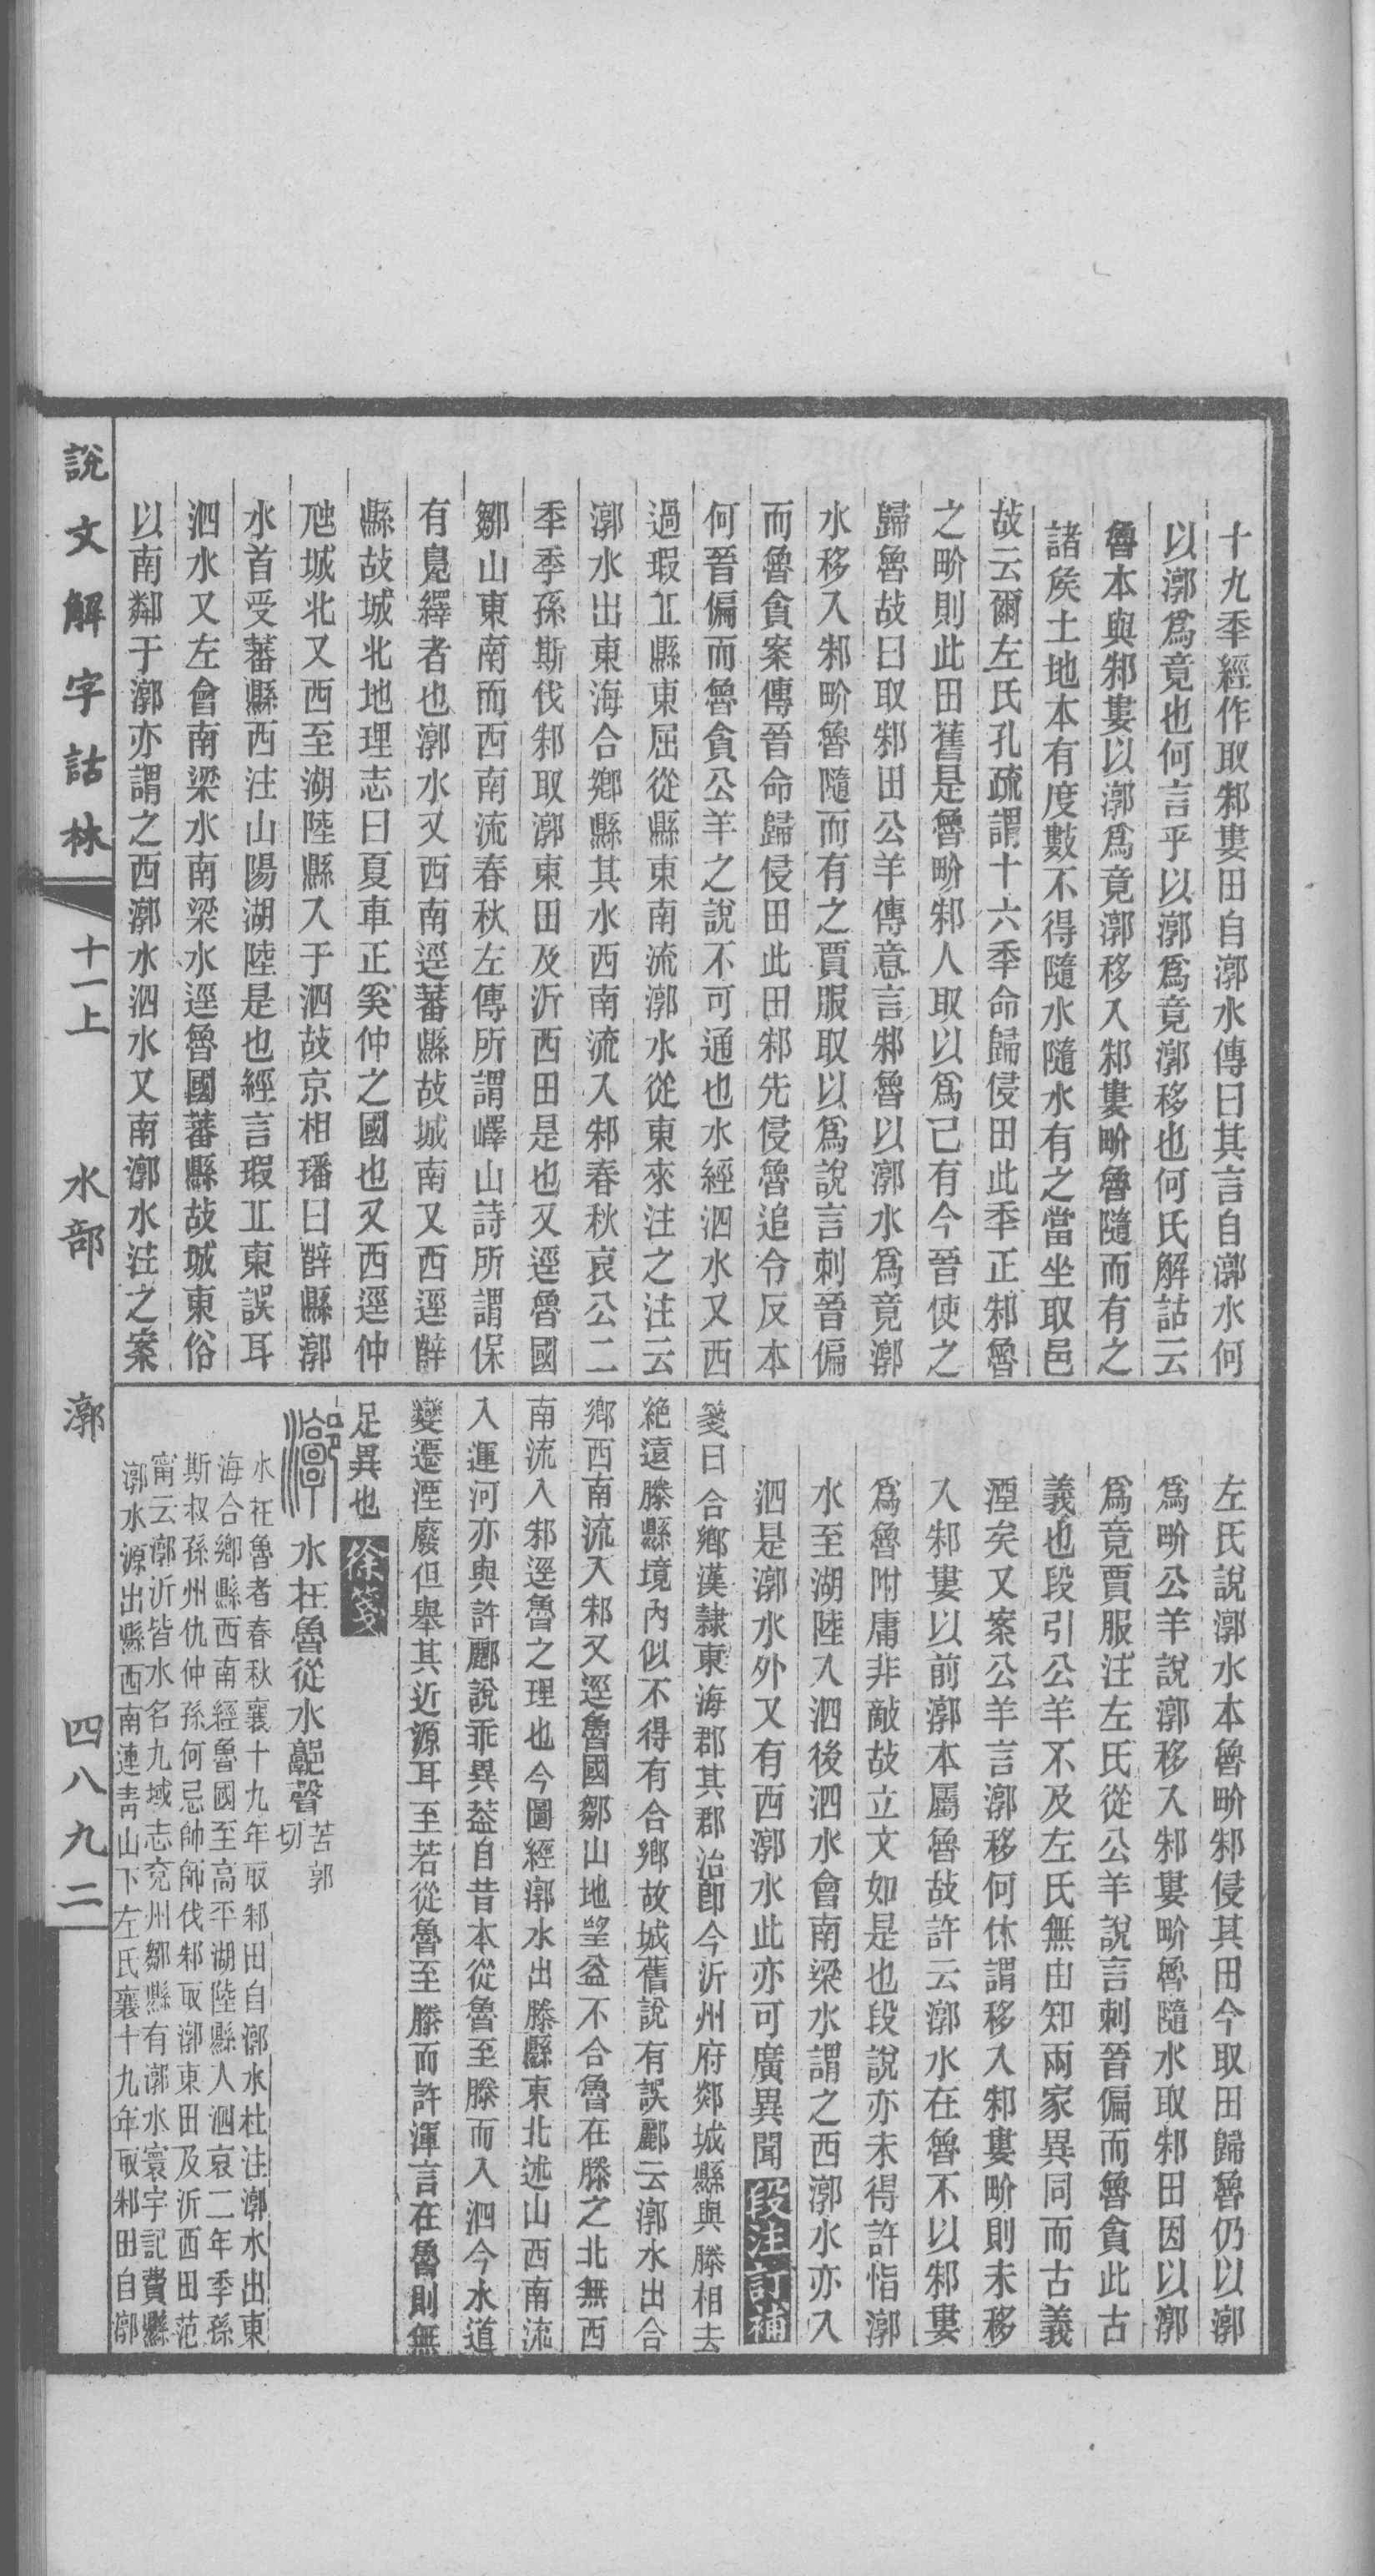 十九秊經作取邾婁田自漷水傳曰其言自漷水何
以漷爲竟也何言乎以漷爲竟漷移也何氏解詁云
魯本與邾婁以漷爲竟漷移入邾婁畍魯隨而有之
諸矦土地本有度數不得隨水隨水有之當坐取邑
故云爾左氏孔疏謂十六秊命歸侵田此秊正邾魯
之畍則此田舊是魯畍邾人取以爲己有今晉使之
歸魯故曰取邾田公羊傳意言邾魯以漷水爲竟漷
水移入邾畍魯隨而有之賈服取以爲說言刺晉偏
而魯貪案傳晉命歸侵田此田邾先侵魯追令反本
何晉偏而魯貪公羊之說不可通也水經泗水又西
過瑕丠縣東屈從縣東南流漷水從東來注之注云
漷水出東海合鄉縣其水西南流入邾春秋哀公二
秊季孫斯伐邾取漷東田及沂西田是也又逕魯國
鄒山東南而西南流春秋左傳所謂嶧山詩所謂保
有鳧繹者也漷水又西南逕蕃縣故城南又西逕辥
縣故城北地理志曰夏車正奚仲之國也又西逕仲
虺城北又西至湖陸縣入于泗故京相璠曰辥縣漷
水首受蕃縣西注山陽湖陸是也經言瑕丠東誤耳
泗水又左會南梁水南梁水逕魯國蕃縣故城東俗
以南鄰于漷亦謂之西漷水泗水又南漷水注之案
左氏說漷水本魯畍邾侵其田今取田歸魯仍以漷
爲畍公羊說漷移入邾婁畍魯隨水取邾田因以漷
爲竟賈服注左氏從公羊說言刺晉偏而魯貪此古
義也段引公羊不及左氏無由知兩家異同而古義
湮矣又案公羊言漷移何休謂移入邾婁畍則未移
入邾婁以前漷本屬魯故許云漷水在魯不以邾婁
爲魯附庸非敵故立文如是也段說亦未得許恉漷
水至湖陸入泗後泗水會南梁水謂之西漷水亦入
泗是漷水外又有西漷水此亦可廣異聞段注訂補
箋曰合鄉漢隸東海郡其郡治卽今沂州府郯城縣與滕相去
絶遠滕縣境內似不得有合鄉故城舊說有誤酈云漷水出合
鄉西南流入邾又逕魯國鄒山地望益不合魯在滕之北無西
南流入邾逕魯之理也今圖經漷水出滕縣東北述山西南流
入運河亦與許酈說乖異葢自昔本從魯至滕而入泗今水道
變遷湮廢但舉其近源耳至若從魯至滕而許渾言在魯則無
足異也徐箋
水在魯從水郭聲苦郭切
水在魯者春秋襄十九年取邾田自漷水杜注漷水出東
海合鄉縣西南經魯國至高平湖陸縣入泗哀二年季孫
斯叔孫州仇仲孫何忌帥師伐邾取漷東田及沂西田范
甯云漷沂皆水名九域志兗州鄒縣有漷水寰宇記費縣
漷水源出縣西南連靑山下左氏襄十九年取邾田自漷
說文解字詁林 十一上 水部 漷 四八九二